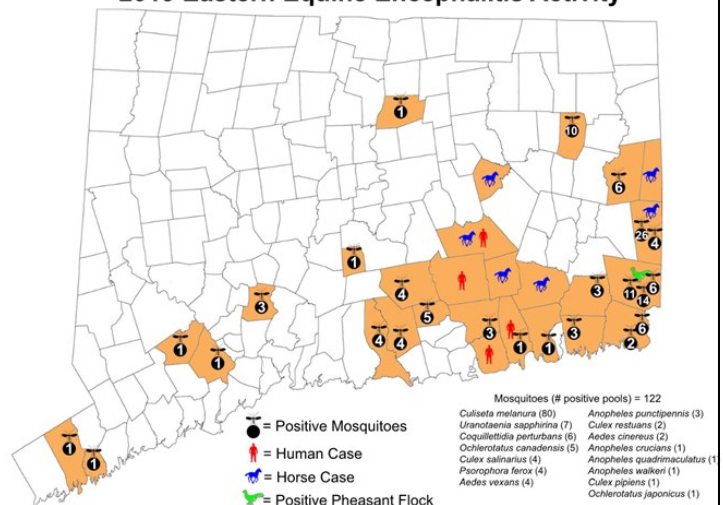 2019 Eastern Equine Encephalitis Activity
1
10
6
26
4
1
4
3
11
14
6
3
5
4
4
3
1
1
3
6
2
1
1
1
1
= Positive Mosquitoes
= Human Case
= Horse Case
= Positive Pheasant Flock
Mosquitoes (# positive pools) = 122
Culiseta melanura (80)
Uranotaenia sapphirina (7)
Coquillettidia perturbans (6)
Ochlerotatus canadensis (5)
Culex salinarius (4)
Psorophora ferox (4)
Aedes vexans (4)
Anopheles punctipennis (3)
Culex restuans (2)
Aedes cinereus (2)
Anopheles crucians (1)
Anopheles quadrimaculatus (1)
Anopheles walkeri (1)
Culex pipiens (1)
Ochlerotatus japonicus (1)